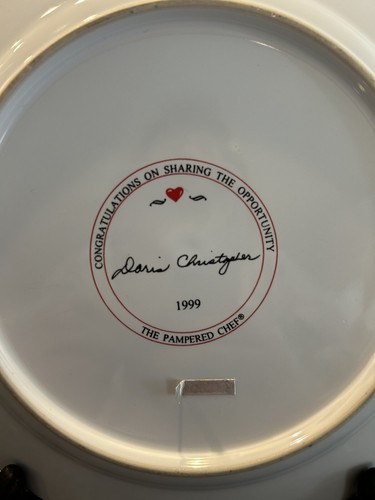 CONGRATULATIONS ON SHARING THE OPPORTUNITY
Doris Christopher
1999
THE PAMPERED CHEF®